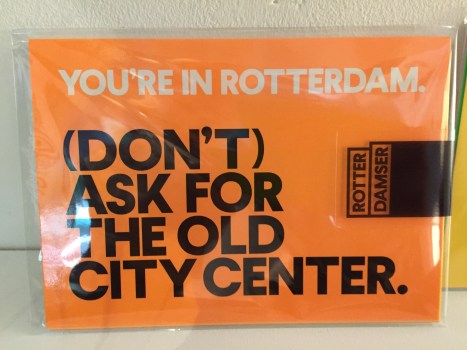 YOU'RE IN ROTTERDAM.
(DON'T)
ASK FOR
THE OLD
CITY CENTER.
ROTTER
DAMSER